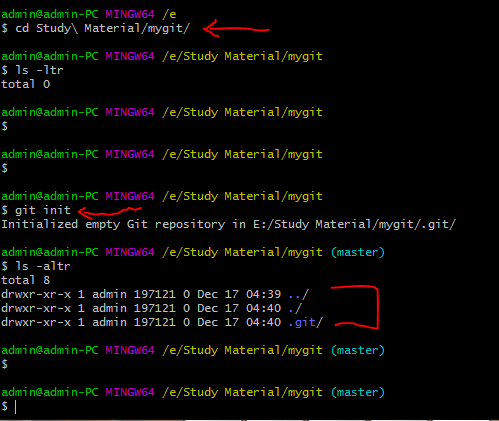 admin@admin-PC MINGW64 /e
$ cd Study\ Material/mygit/
admin@admin-PC MINGW64 /e/Study Material/mygit
$ ls -ltr
total 0
admin@admin-PC MINGW64 /e/Study Material/mygit
$
admin@admin-PC MINGW64 /e/Study Material/mygit
$
admin@admin-PC MINGW64 /e/Study Material/mygit
$ git init
Initialized empty Git repository in E:/Study Material/mygit/.git/
admin@admin-PC MINGW64 /e/Study Material/mygit (master)
$ ls -altr
total 8
drwxr-xr-x 1 admin 197121 0 Dec 17 04:39 ../
drwxr-xr-x 1 admin 197121 0 Dec 17 04:40 ./
drwxr-xr-x 1 admin 197121 0 Dec 17 04:40 .git/
admin@admin-PC MINGW64 /e/Study Material/mygit (master)
$
admin@admin-PC MINGW64 /e/Study Material/mygit (master)
$